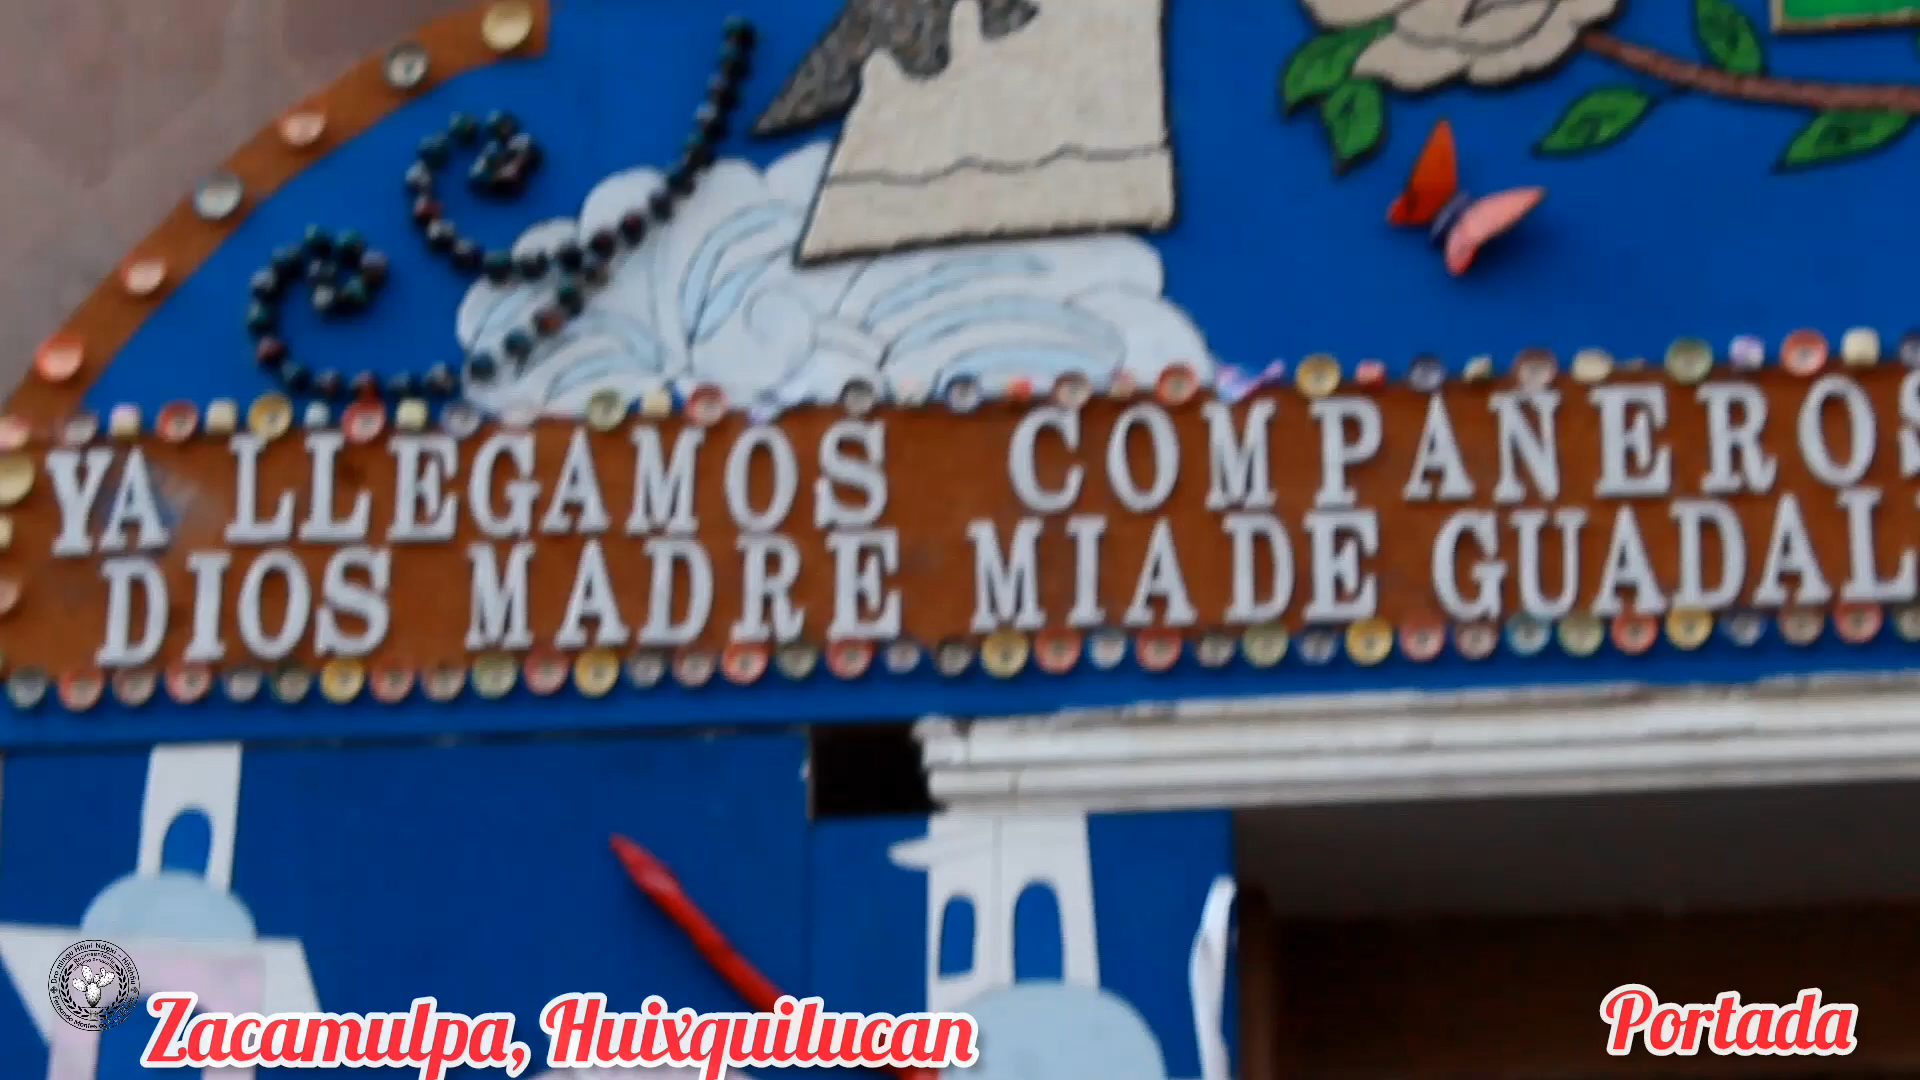 YA LLEGAMOS COMPAÑEROS
DIOS MADRE MIA DE GUADAL
Zacamulpa, Huixquilucan
Portada